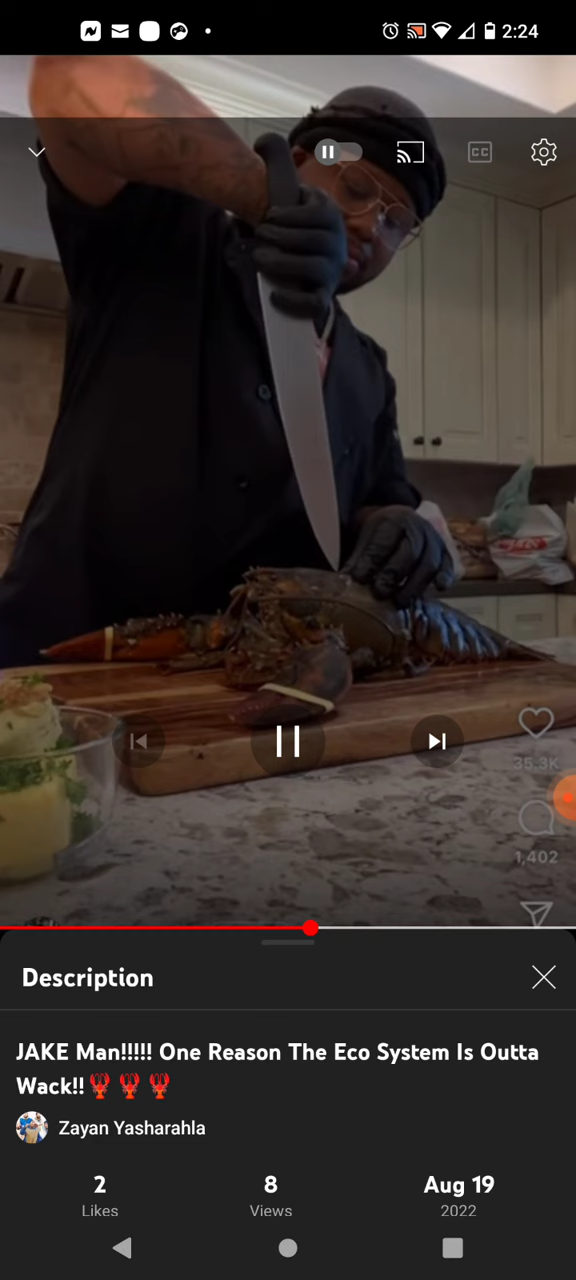 2:24
CC
35.3K
1,402
Description
JAKE Man!!!!! One Reason The Eco System Is Outta
Wack!!🦞🦞🦞
Zayan Yasharahla
2 8 Aug 19
Likes Views 2022